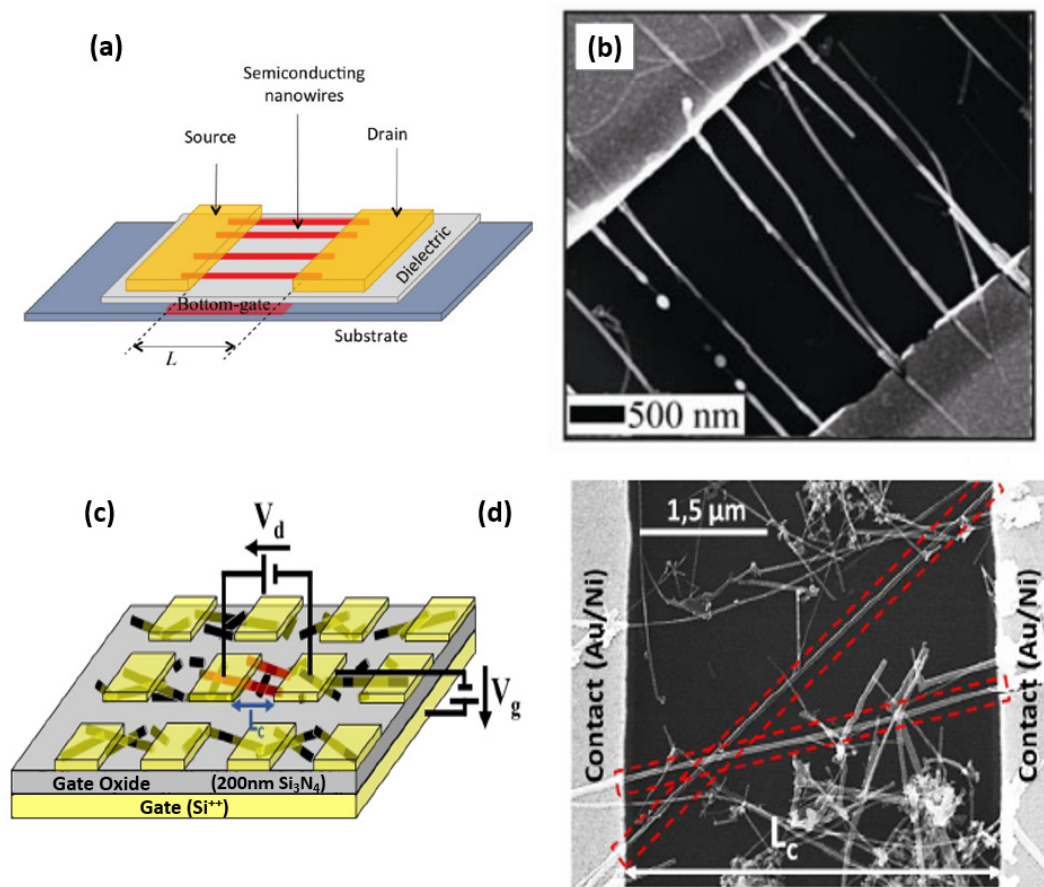 (a)
Semiconducting
nanowires
Source
Drain
Dielectric
Bottom-gate
Substrate
L
(b)
500 nm
(c)
V_d
V_g
L_c
Gate Oxide (200nm Si₃N₄)
Gate (Si⁺⁺)
(d)
1,5 µm
Contact (Au/Ni)
Contact (Au/Ni)
L_c